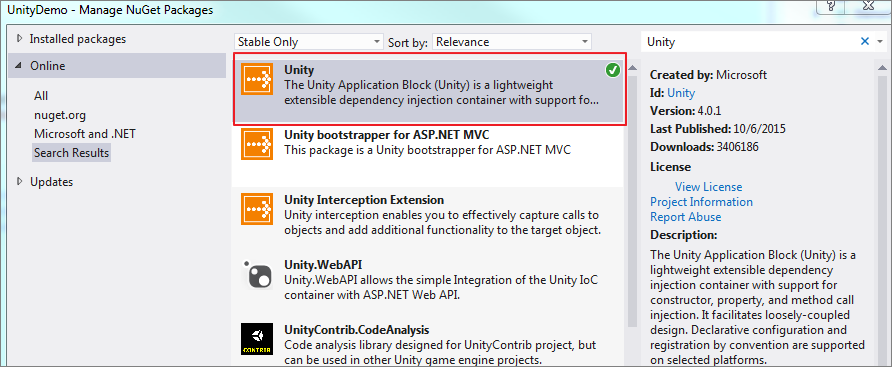 UnityDemo - Manage NuGet Packages
Installed packages
Online
All
nuget.org
Microsoft and .NET
Search Results
Updates
Stable Only
Sort by: Relevance
Unity
The Unity Application Block (Unity) is a lightweight
extensible dependency injection container with support fo...
Unity bootstrapper for ASP.NET MVC
This package is a Unity bootstrapper for ASP.NET MVC
Unity Interception Extension
Unity interception enables you to effectively capture calls to
objects and add additional functionality to the target object.
Unity.WebAPI
Unity.WebAPI allows the simple Integration of the Unity IoC
container with ASP.NET Web API.
CONTRIB
UnityContrib.CodeAnalysis
Code analysis library designed for UnityContrib project, but
can be used in other Unity game engine projects.
Unity
Created by: Microsoft
Id: Unity
Version: 4.0.1
Last Published: 10/6/2015
Downloads: 3406186
License
View License
Project Information
Report Abuse
Description:
The Unity Application Block (Unity) is a
lightweight extensible dependency
injection container with support for
constructor, property, and method call
injection. It facilitates loosely-coupled
design. Declarative configuration and
registration by convention are supported
on selected platforms.